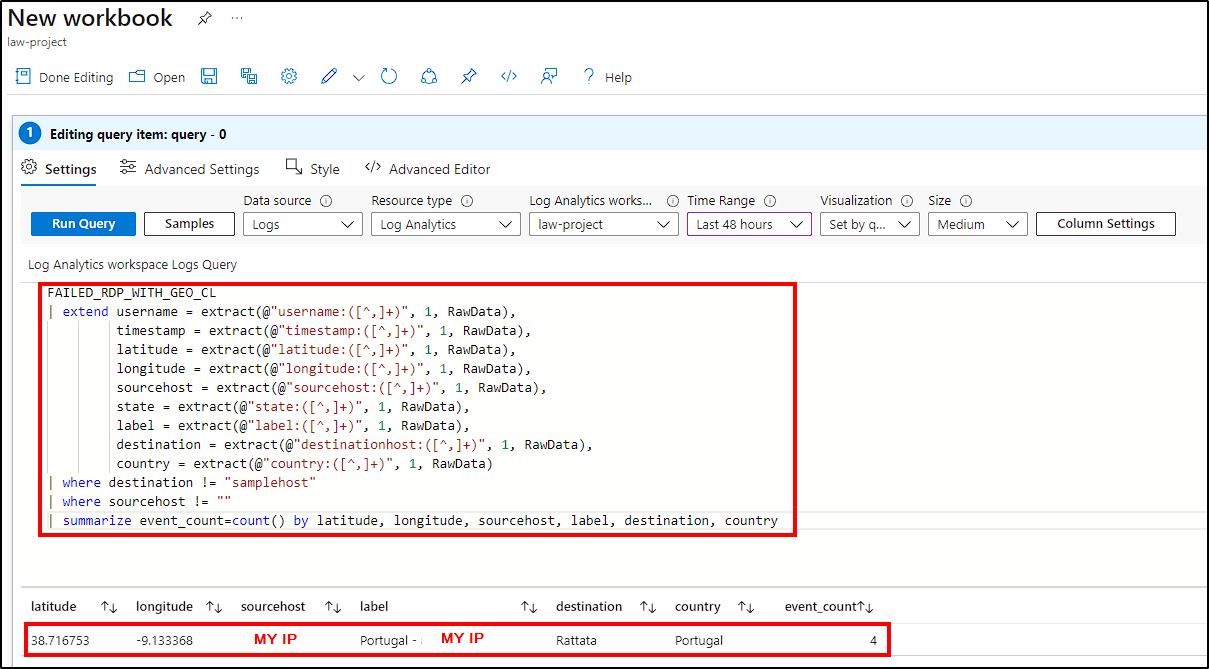 New workbook
law-project
Done Editing Open Help
1 Editing query item: query - 0
Settings Advanced Settings Style Advanced Editor
Data source Resource type Log Analytics works... Time Range Visualization Size
Run Query Samples Logs Log Analytics law-project Last 48 hours Set by q... Medium Column Settings
Log Analytics workspace Logs Query
FAILED_RDP_WITH_GEO_CL
| extend username = extract(@"username:([^,]+)", 1, RawData),
timestamp = extract(@"timestamp:([^,]+)", 1, RawData),
latitude = extract(@"latitude:([^,]+)", 1, RawData),
longitude = extract(@"longitude:([^,]+)", 1, RawData),
sourcehost = extract(@"sourcehost:([^,]+)", 1, RawData),
state = extract(@"state:([^,]+)", 1, RawData),
label = extract(@"label:([^,]+)", 1, RawData),
destination = extract(@"destinationhost:([^,]+)", 1, RawData),
country = extract(@"country:([^,]+)", 1, RawData)
| where destination != "samplehost"
| where sourcehost != ""
| summarize event_count=count() by latitude, longitude, sourcehost, label, destination, country
latitude longitude sourcehost label destination country event_count
38.716753 -9.133368 MY IP Portugal - MY IP Rattata Portugal 4